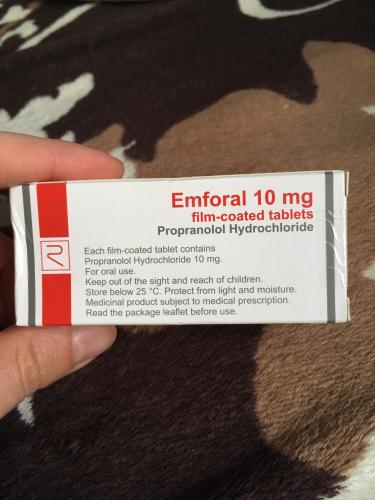 Emforal 10 mg
film-coated tablets
Propranolol Hydrochloride
Each film-coated tablet contains
Propranolol Hydrochloride 10 mg.
For oral use.
Keep out of the sight and reach of children.
Store below 25 °C. Protect from light and moisture.
Medicinal product subject to medical prescription.
Read the package leaflet before use.